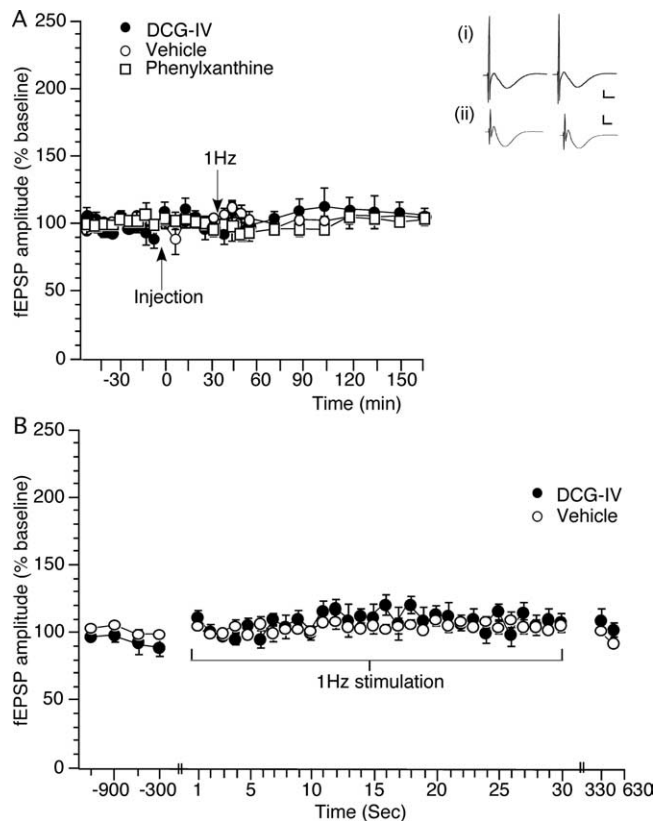 A
DCG-IV
Vehicle
Phenylxanthine
(i)
(ii)
250
200
150
100
50
0
fEPSP amplitude (% baseline)
1Hz
Injection
-30 0 30 60 90 120 150
Time (min)
B
250
200
150
100
50
0
fEPSP amplitude (% baseline)
DCG-IV
Vehicle
1Hz stimulation
-900 -300 1 5 10 15 20 25 30 330 630
Time (Sec)